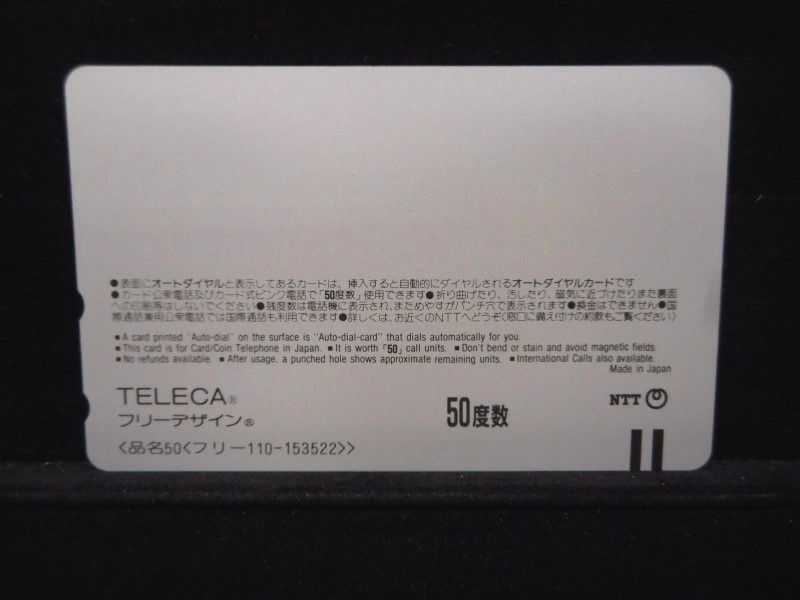 ●表面にオートダイヤルと表示してあるカードは、挿入すると自動的にダイヤルされるオートダイヤルカードです
●カード公衆電話及びカード式ピンク電話で「50度数」使用できます●折り曲げたり、汚したり、磁気に近づけたりまた裏面
への印刷等はしないでください●残度数は電話機に表示され、まためやすがパンチ穴で表示されます●換金はできません●国
際通話兼用公衆電話では国際通話も利用できます●詳しくは、お近くのNTTへどうぞ（窓口に備え付けの約款もご覧ください）
■A card printed "Auto-dial" on the surface is "Auto-dial-card" that dials automatically for you.
■This is card for Card/Coin Telephone in Japan. ■It is worth「50」call units. ■Don't bend or stain and avoid magnetic fields.
■No refunds available. ■After usage, a punched hole shows approximate remaining units. ■International Calls also available.
Made in Japan
TELECA®
フリーデザイン®
50度数
NTT
<品名50<フリー110-153522>>